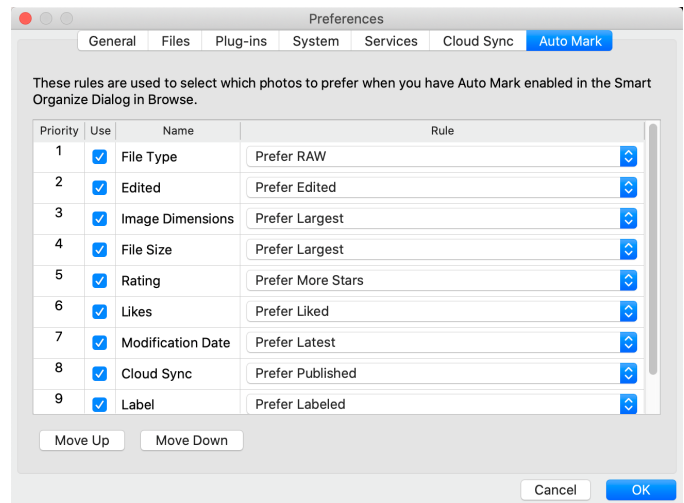 Preferences
General Files Plug-ins System Services Cloud Sync Auto Mark
These rules are used to select which photos to prefer when you have Auto Mark enabled in the Smart
Organize Dialog in Browse.
Priority Use Name Rule
1 File Type Prefer RAW
2 Edited Prefer Edited
3 Image Dimensions Prefer Largest
4 File Size Prefer Largest
5 Rating Prefer More Stars
6 Likes Prefer Liked
7 Modification Date Prefer Latest
8 Cloud Sync Prefer Published
9 Label Prefer Labeled
Move Up Move Down
Cancel OK